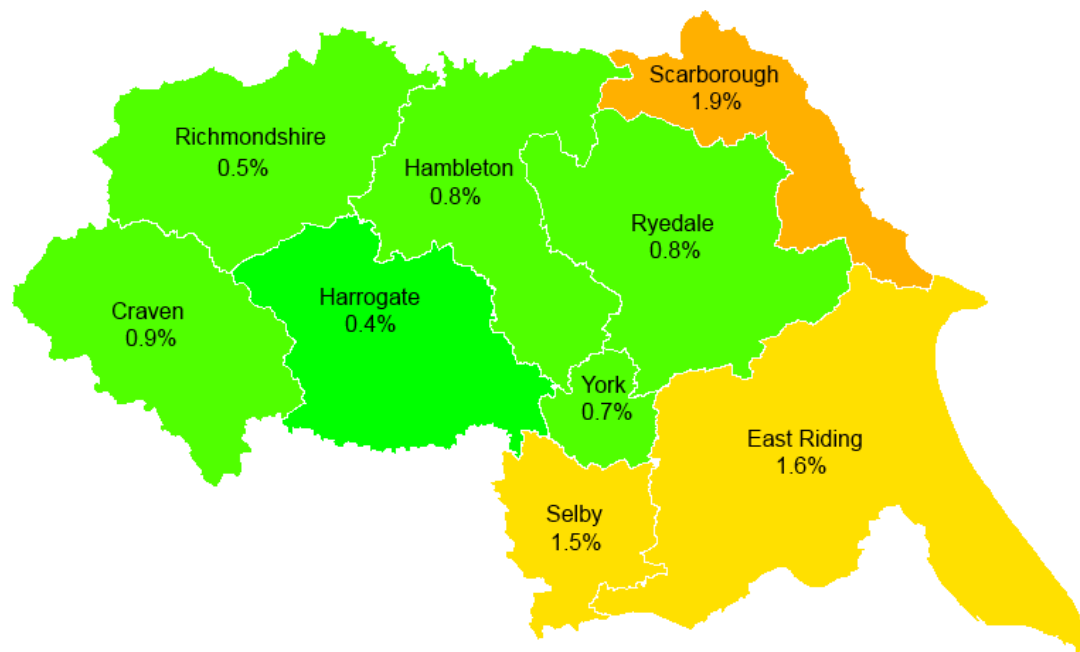 Scarborough
1.9%
Richmondshire
0.5%
Hambleton
0.8%
Ryedale
0.8%
Craven
0.9%
Harrogate
0.4%
York
0.7%
East Riding
1.6%
Selby
1.5%